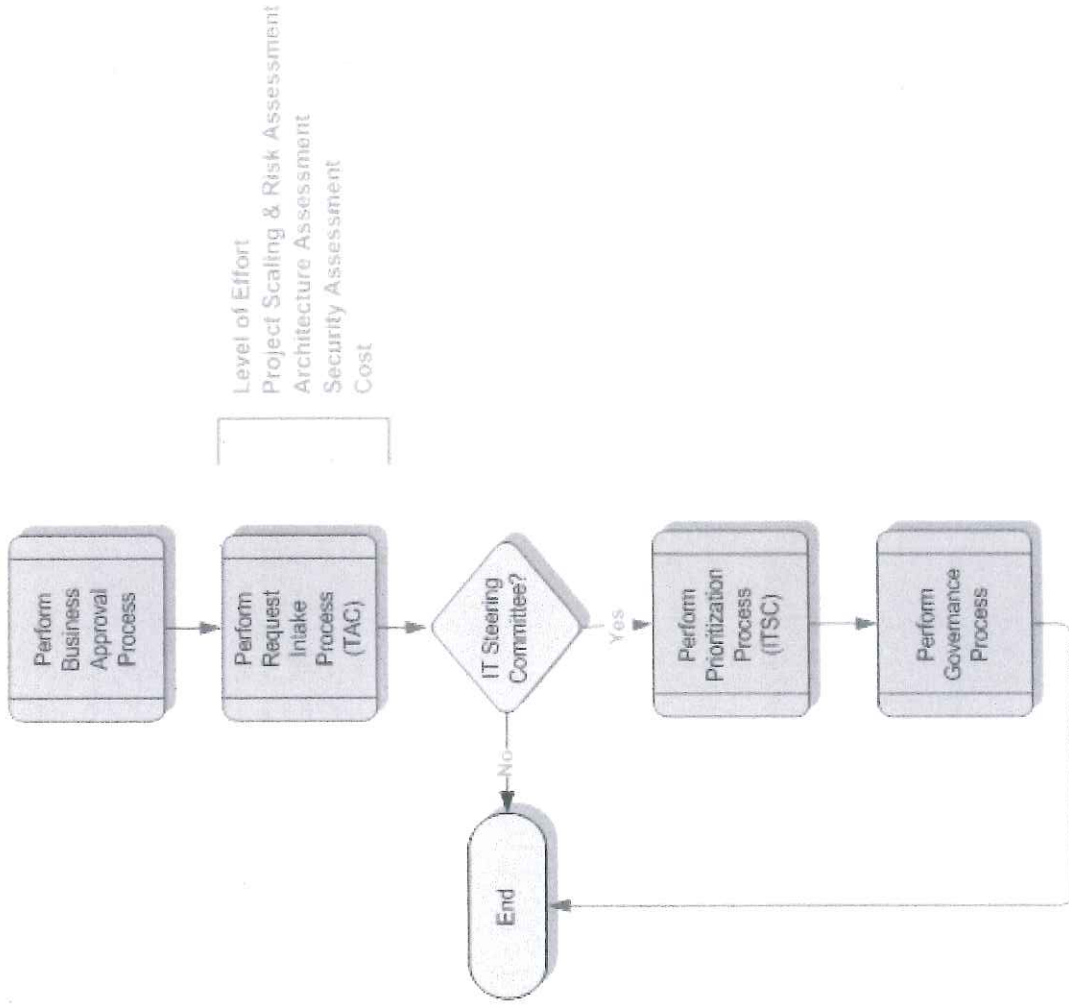 Perform
Business
Approval
Process
Perform
Request
Intake
Process
(TAC)
Level of Effort
Project Scaling & Risk Assessment
Architecture Assessment
Security Assessment
Cost
IT Steering
Committee?
No
End
Yes
Perform
Prioritization
Process
(ITSC)
Perform
Governance
Process